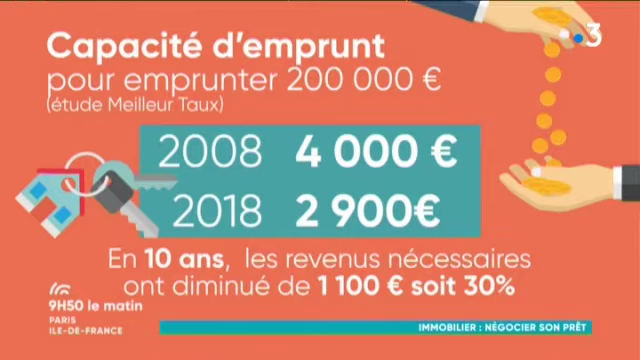 Capacité d'emprunt
pour emprunter 200 000 €
(étude Meilleur Taux)
3
2008 4 000 €
2018 2 900€
En 10 ans, les revenus nécessaires
ont diminué de 1 100 € soit 30%
9H50 le matin
PARIS
ILE-DE-FRANCE
IMMOBILIER : NÉGOCIER SON PRÊT